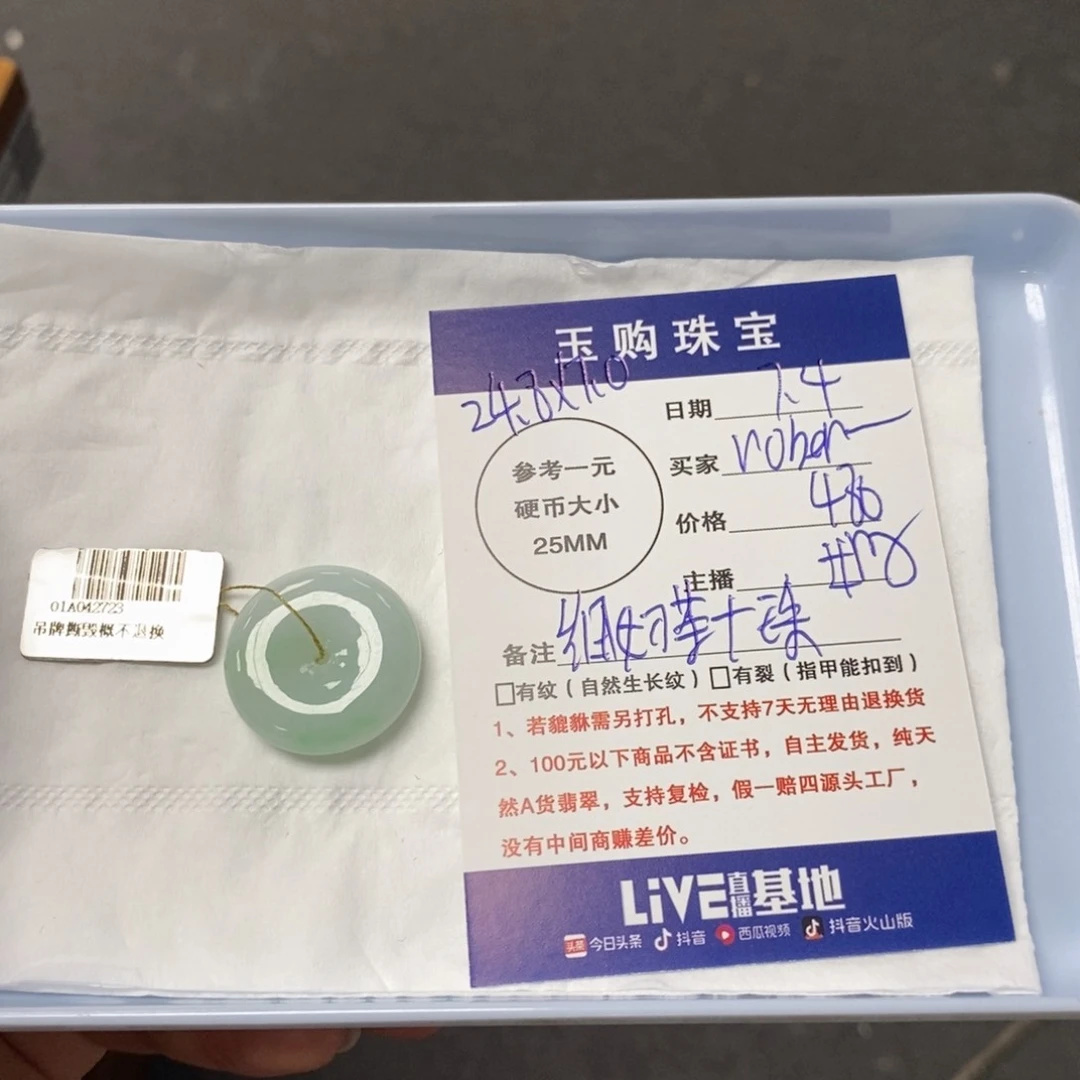 玉购珠宝
24.8x7.0
日期 7.4
参考一元
硬币大小
25MM
买家
价格
主播
备注
有纹（自然生长纹） 有裂（指甲能扣到）
1、若貔貅需另打孔，不支持7天无理由退换货
2、100元以下商品不含证书，自主发货，纯天
然A货翡翠，支持复检，假一赔四源头工厂，
没有中间商赚差价。
LiVE直播基地
头条 今日头条 抖音 西瓜视频 抖音火山版
01A042723
吊牌撕毁概不退换